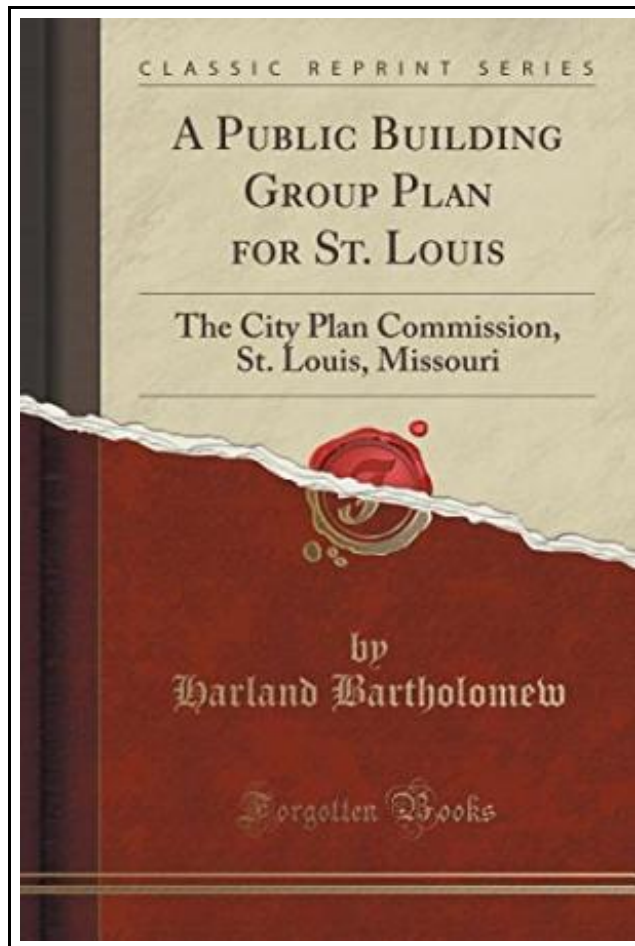 CLASSIC REPRINT SERIES
A PUBLIC BUILDING
GROUP PLAN
FOR ST. LOUIS
The City Plan Commission,
St. Louis, Missouri
by
Harland Bartholomew
Forgotten Books